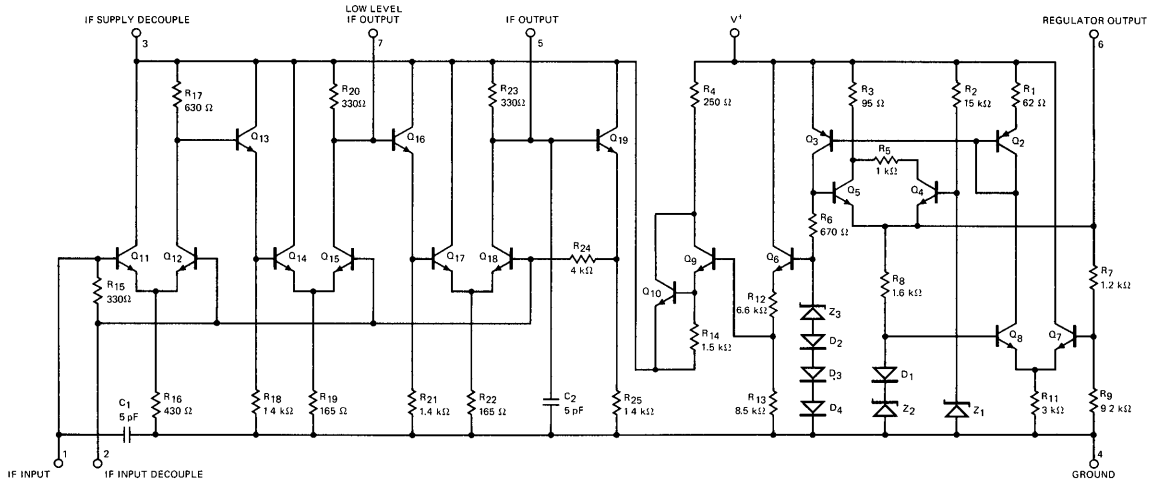 IF SUPPLY DECOUPLE
3
LOW LEVEL
IF OUTPUT
7
IF OUTPUT
5
V+
REGULATOR OUTPUT
6
R17
630 Ω
Q13
R20
330Ω
Q16
R23
330Ω
Q19
R4
250 Ω
Q3
R3
95 Ω
R2
15 kΩ
R1
62 Ω
Q2
R5
1 kΩ
Q5
Q4
R6
670 Ω
Q11
Q12
R15
330Ω
Q14
Q15
Q17
Q18
R24
4 kΩ
Q9
Q10
Q6
R12
6.6 kΩ
R14
1.5 kΩ
R8
1.6 kΩ
R7
1.2 kΩ
Z3
D2
D3
D4
Q8
Q7
D1
Z2
Z1
C1
5 pF
R16
430 Ω
R18
1.4 kΩ
R19
165 Ω
R21
1.4 kΩ
R22
165 Ω
C2
5 pF
R25
1 4 kΩ
R13
8.5 kΩ
R11
3 kΩ
R9
9 2 kΩ
1
IF INPUT
2
IF INPUT DECOUPLE
4
GROUND